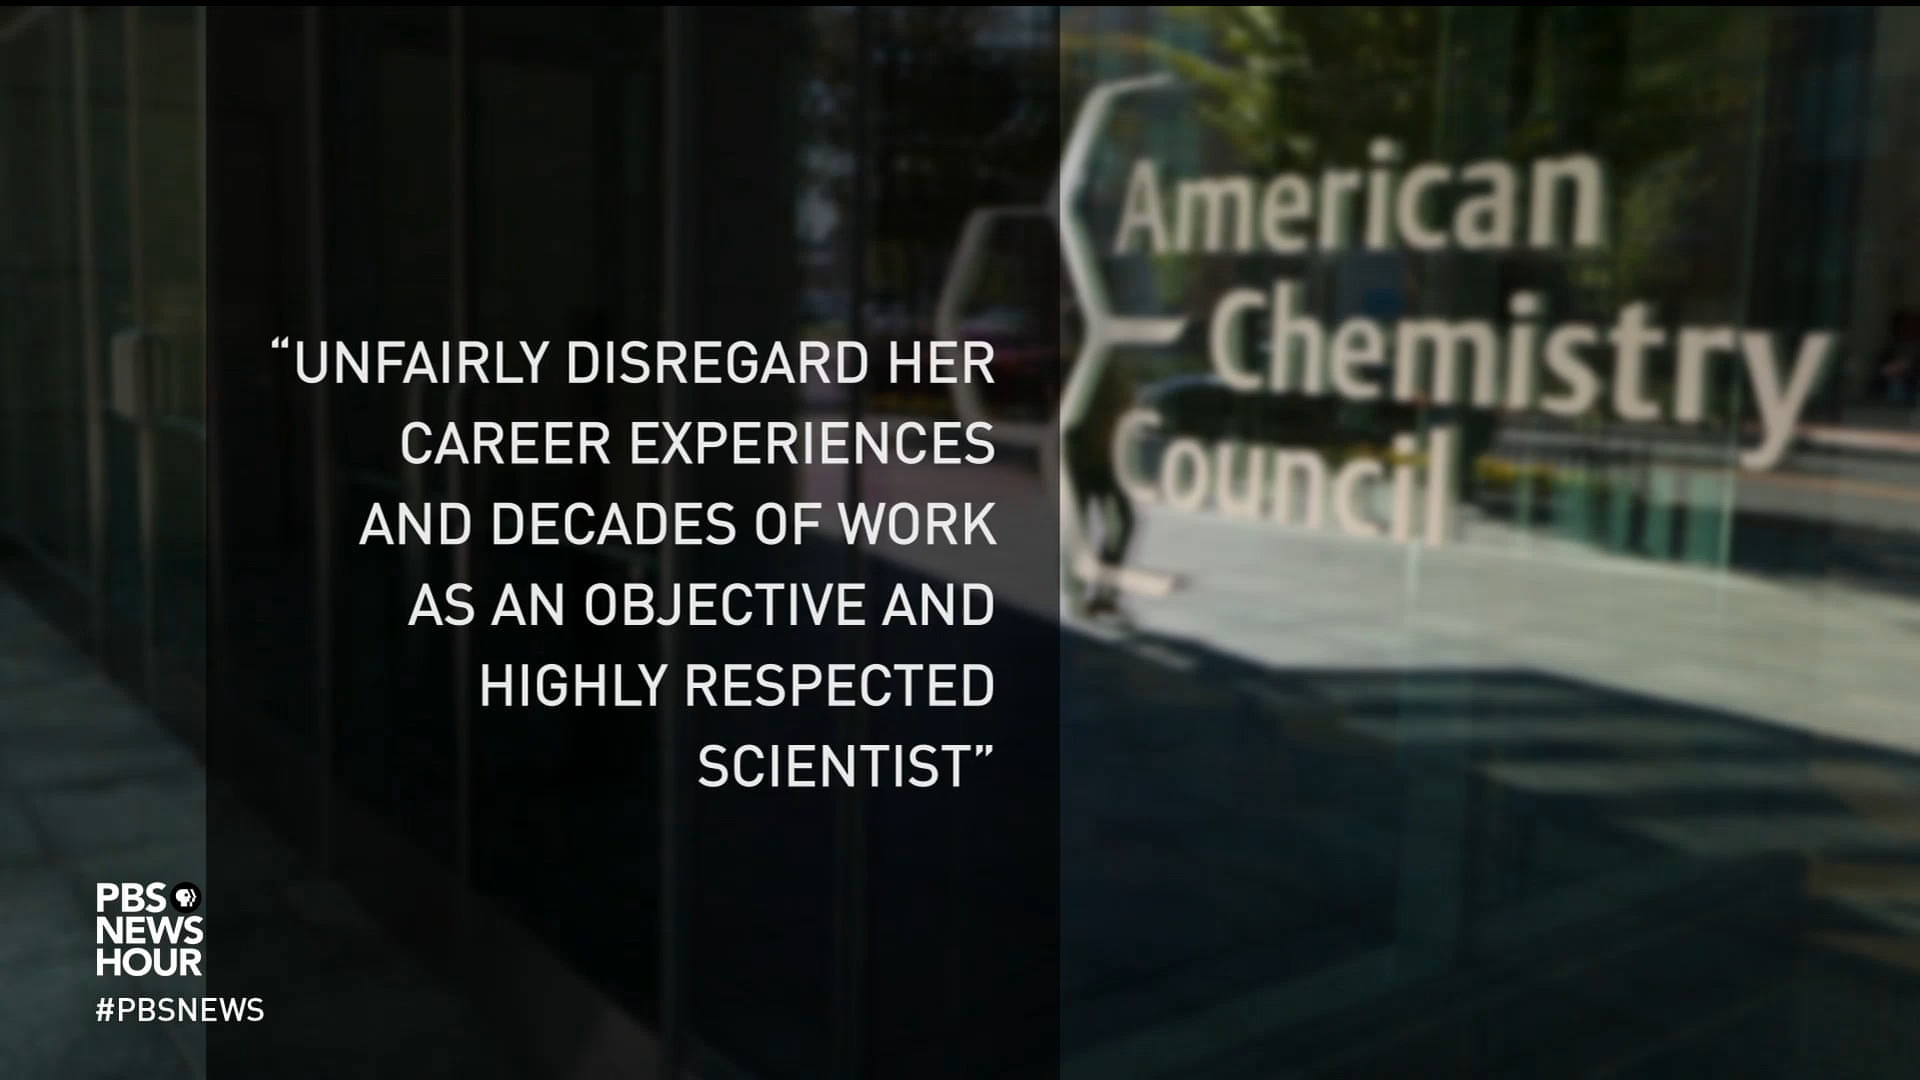 “UNFAIRLY DISREGARD HER
CAREER EXPERIENCES
AND DECADES OF WORK
AS AN OBJECTIVE AND
HIGHLY RESPECTED
SCIENTIST”
American
Chemistry
Council
PBS
NEWS
HOUR
#PBSNEWS